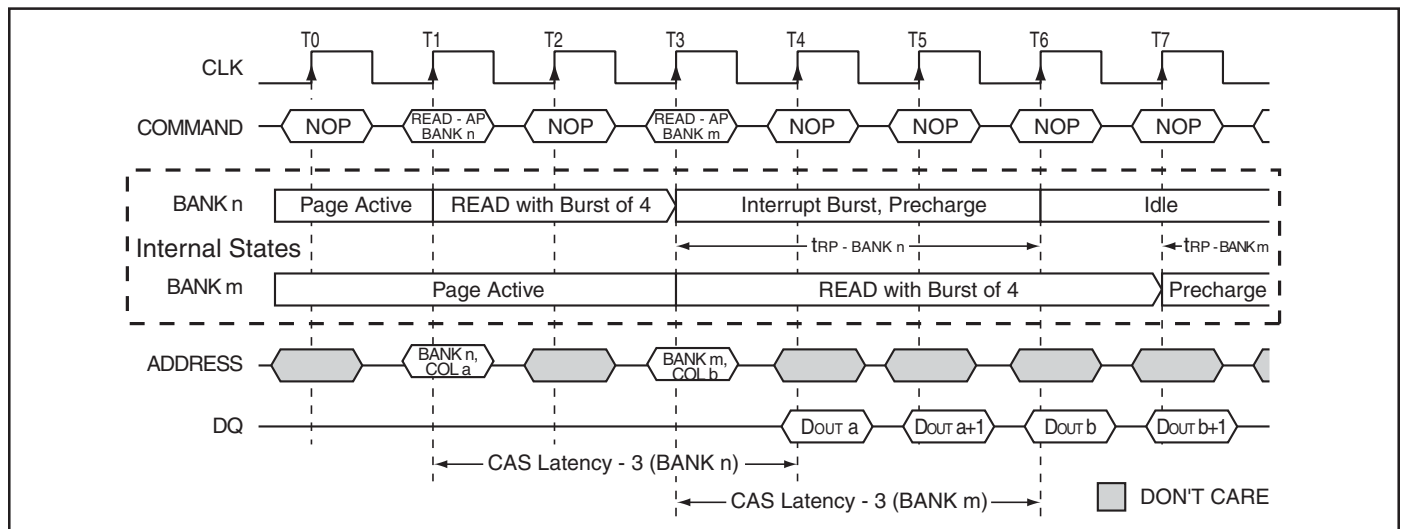 T0 T1 T2 T3 T4 T5 T6 T7
CLK
COMMAND NOP READ - AP BANK n NOP READ - AP BANK m NOP NOP NOP NOP
BANK n Page Active READ with Burst of 4 Interrupt Burst, Precharge Idle
Internal States tRP - BANK n tRP - BANK m
BANK m Page Active READ with Burst of 4 Precharge
ADDRESS BANK n, COL a BANK m, COL b
DQ DOUT a DOUT a+1 DOUT b DOUT b+1
CAS Latency - 3 (BANK n)
CAS Latency - 3 (BANK m) DON'T CARE